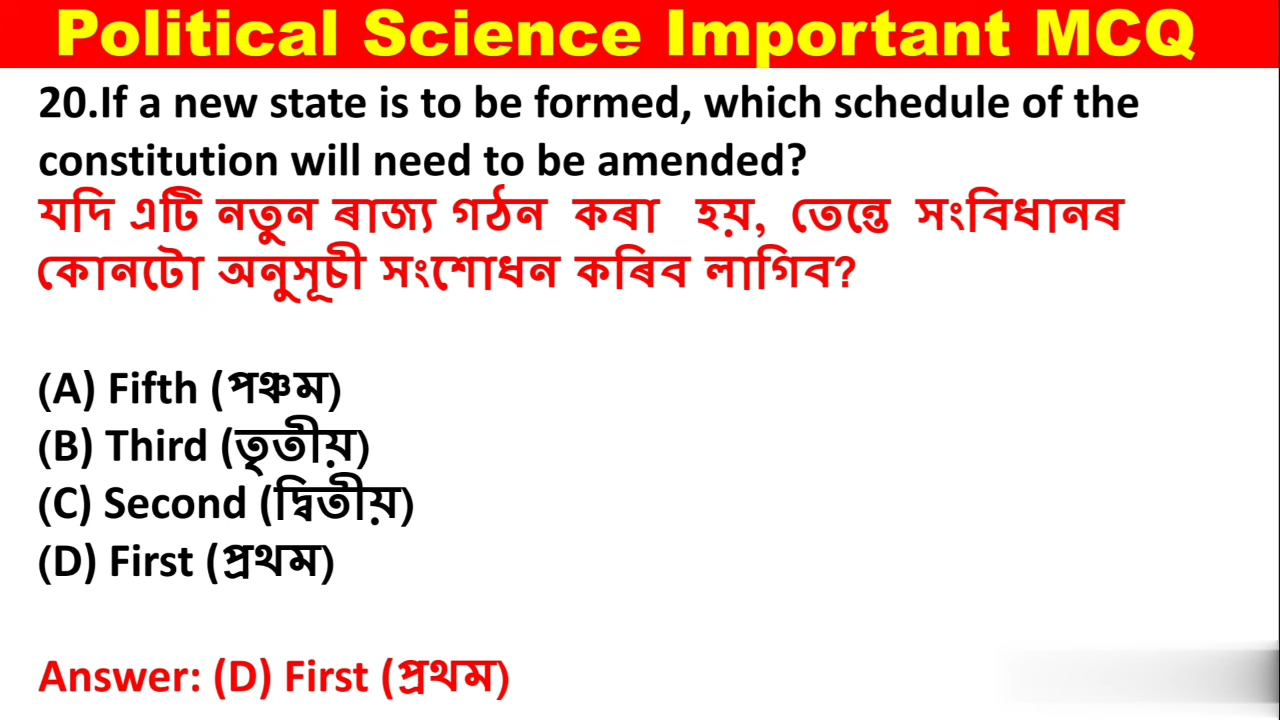 Political Science Important MCQ
20.If a new state is to be formed, which schedule of the
constitution will need to be amended?
যদি এটি নতুন ৰাজ্য গঠন কৰা হয়, তেন্তে সংবিধানৰ
কোনটো অনুসূচী সংশোধন কৰিব লাগিব?
(A) Fifth (পঞ্চম)
(B) Third (তৃতীয়)
(C) Second (দ্বিতীয়)
(D) First (প্ৰথম)
Answer: (D) First (প্ৰথম)